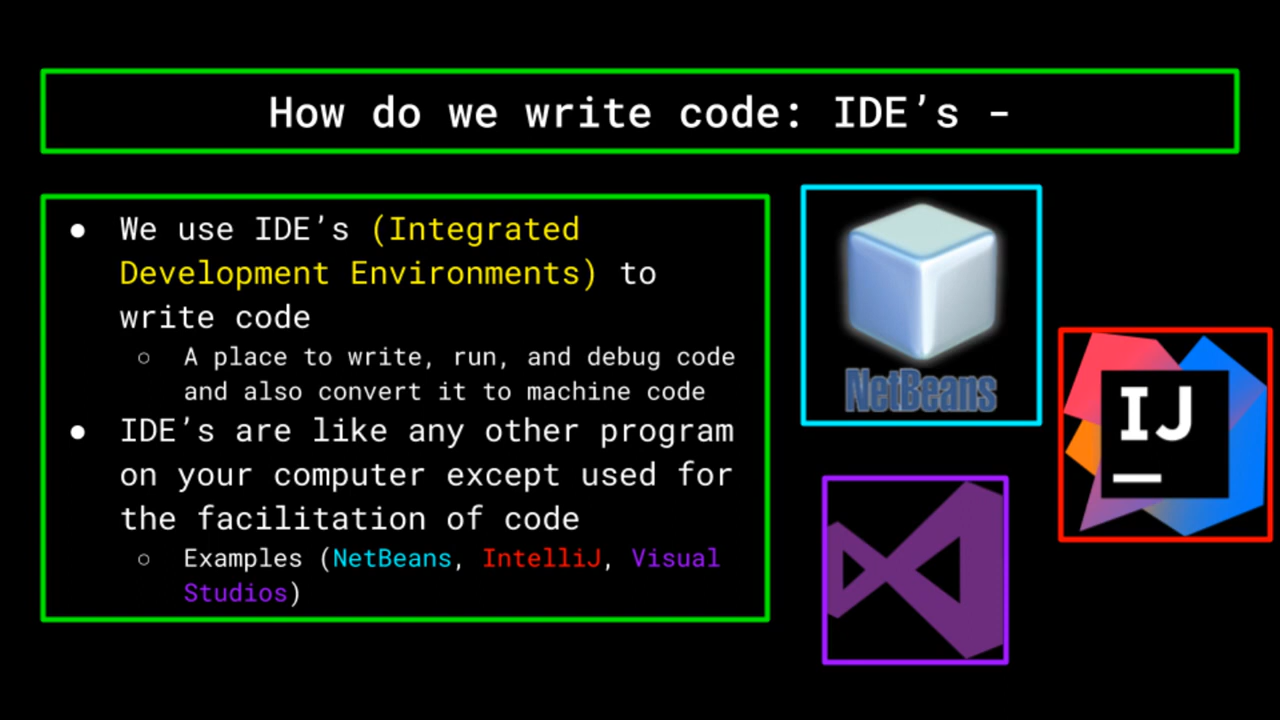 How do we write code: IDE’s -
● We use IDE’s (Integrated
Development Environments) to
write code
○ A place to write, run, and debug code
and also convert it to machine code
● IDE’s are like any other program
on your computer except used for
the facilitation of code
○ Examples (NetBeans, IntelliJ, Visual
Studios)
NetBeans
IJ